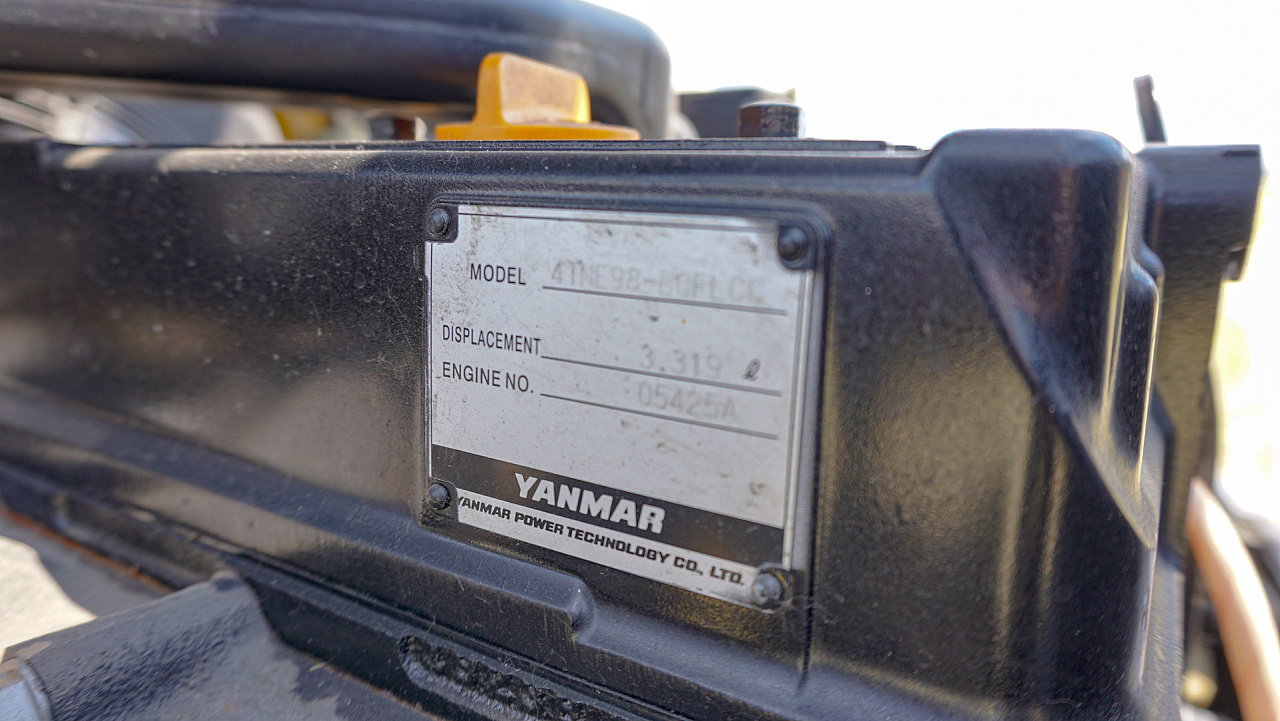 MODEL 4TNE98-BQFLCC
DISPLACEMENT 3.319 ℓ
ENGINE NO. 05425A
YANMAR
YANMAR POWER TECHNOLOGY CO., LTD.